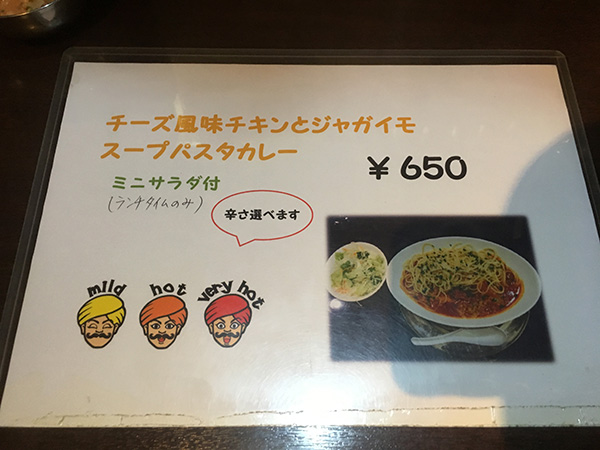 チーズ風味チキンとジャガイモ
スープパスタカレー
￥650
ミニサラダ付
(ランチタイムのみ)
辛さ選べます
mild hot very hot